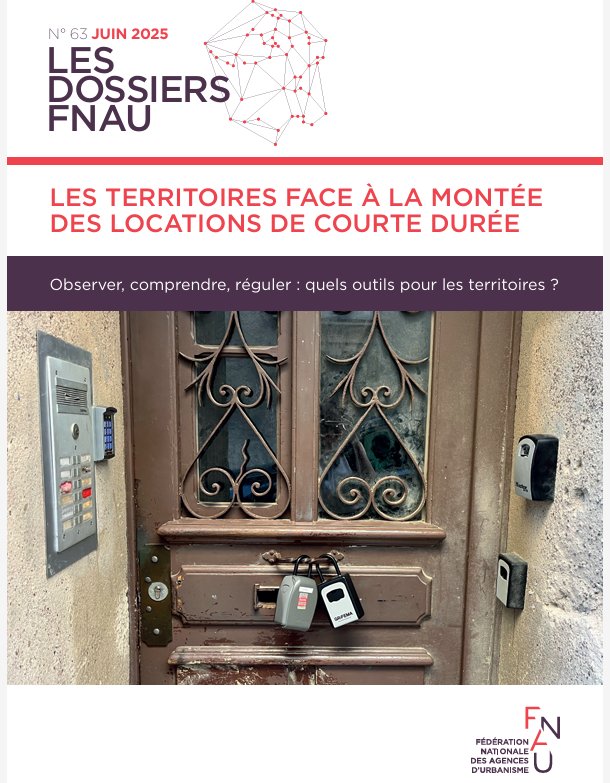 N° 63 JUIN 2025
LES
DOSSIERS
FNAU
LES TERRITOIRES FACE À LA MONTÉE
DES LOCATIONS DE COURTE DURÉE
Observer, comprendre, réguler : quels outils pour les territoires ?
GRIFEMA
FNAU
FÉDÉRATION
NATIONALE
DES AGENCES
D'URBANISME